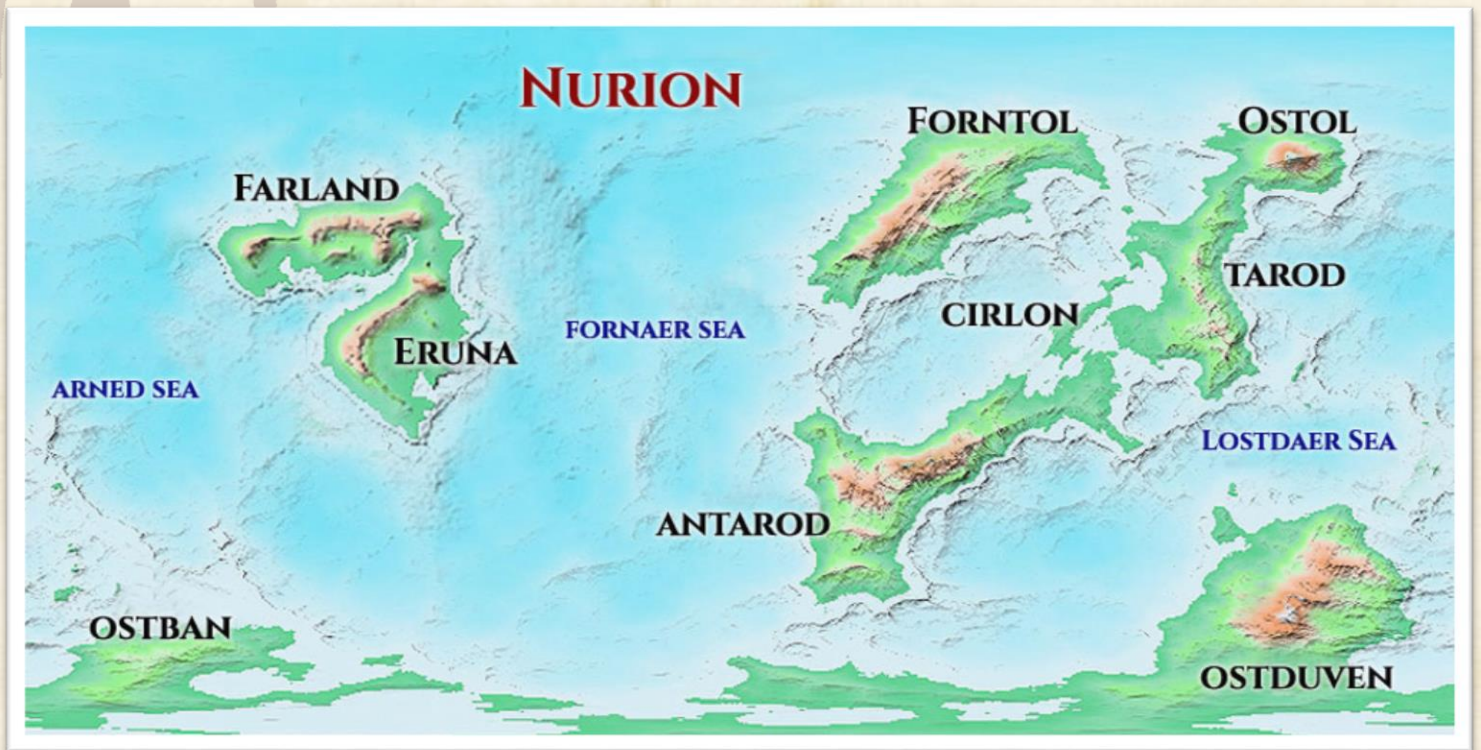 NURION
FORNTOL
OSTOL
FARLAND
TAROD
CIRLON
FORNAER SEA
ERUNA
ARNED SEA
LOSTDAER SEA
ANTAROD
OSTBAN
OSTDUVEN